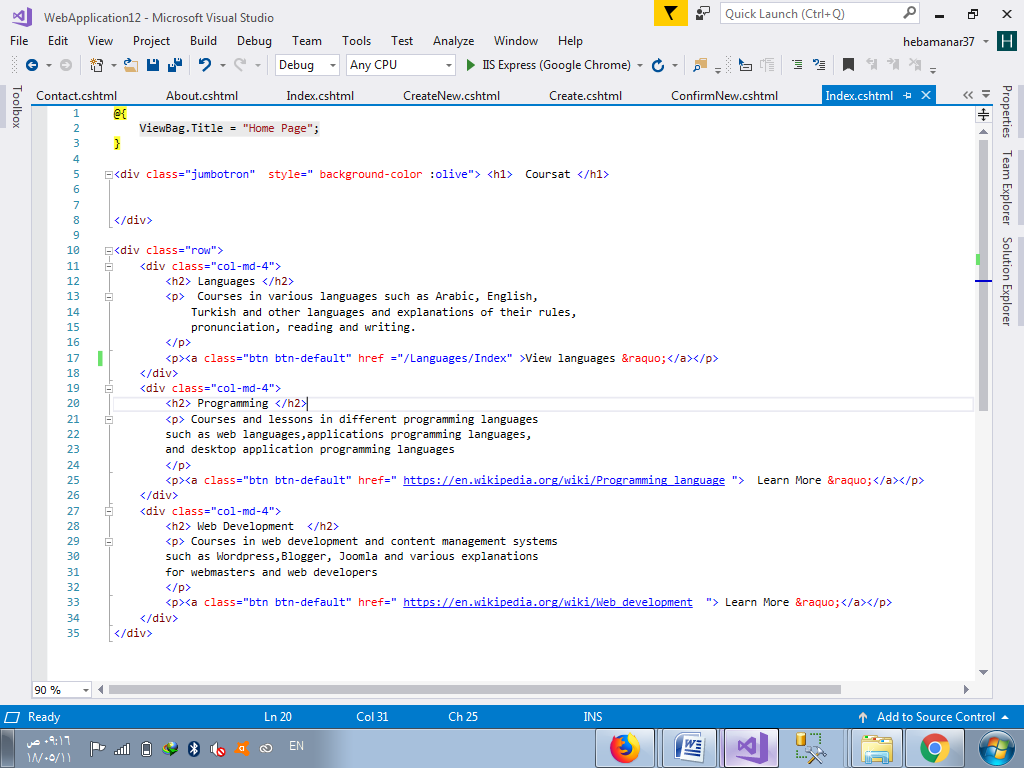 WebApplication12 - Microsoft Visual Studio
Quick Launch (Ctrl+Q)
File Edit View Project Build Debug Team Tools Test Analyze Window Help
hebamanar37
H
Debug Any CPU IIS Express (Google Chrome)
Contact.cshtml About.cshtml Index.cshtml CreateNew.cshtml Create.cshtml ConfirmNew.cshtml Index.cshtml
Toolbox
Properties
Team Explorer
Solution Explorer
1 @{
2 ViewBag.Title = "Home Page";
3 }
4
5 <div class="jumbotron"  style=" background-color :olive"> <h1>  Coursat </h1>
6
7
8 </div>
9
10 <div class="row">
11 <div class="col-md-4">
12 <h2> Languages </h2>
13 <p>  Courses in various languages such as Arabic, English,
14 Turkish and other languages and explanations of their rules,
15 pronunciation, reading and writing.
16 </p>
17 <p><a class="btn btn-default" href ="/Languages/Index" >View languages &raquo;</a></p>
18 </div>
19 <div class="col-md-4">
20 <h2> Programming </h2>
21 <p> Courses and lessons in different programming languages
22 such as web languages,applications programming languages,
23 and desktop application programming languages
24 </p>
25 <p><a class="btn btn-default" href=" https://en.wikipedia.org/wiki/Programming_language ">  Learn More &raquo;</a></p>
26 </div>
27 <div class="col-md-4">
28 <h2> Web Development  </h2>
29 <p> Courses in web development and content management systems
30 such as Wordpress,Blogger, Joomla and various explanations
31 for webmasters and web developers
32 </p>
33 <p><a class="btn btn-default" href=" https://en.wikipedia.org/wiki/Web_development  "> Learn More &raquo;</a></p>
34 </div>
35 </div>
90 %
Ready Ln 20 Col 31 Ch 25 INS Add to Source Control
٠٩:١٦ ص
١٨/٠٥/١١
EN